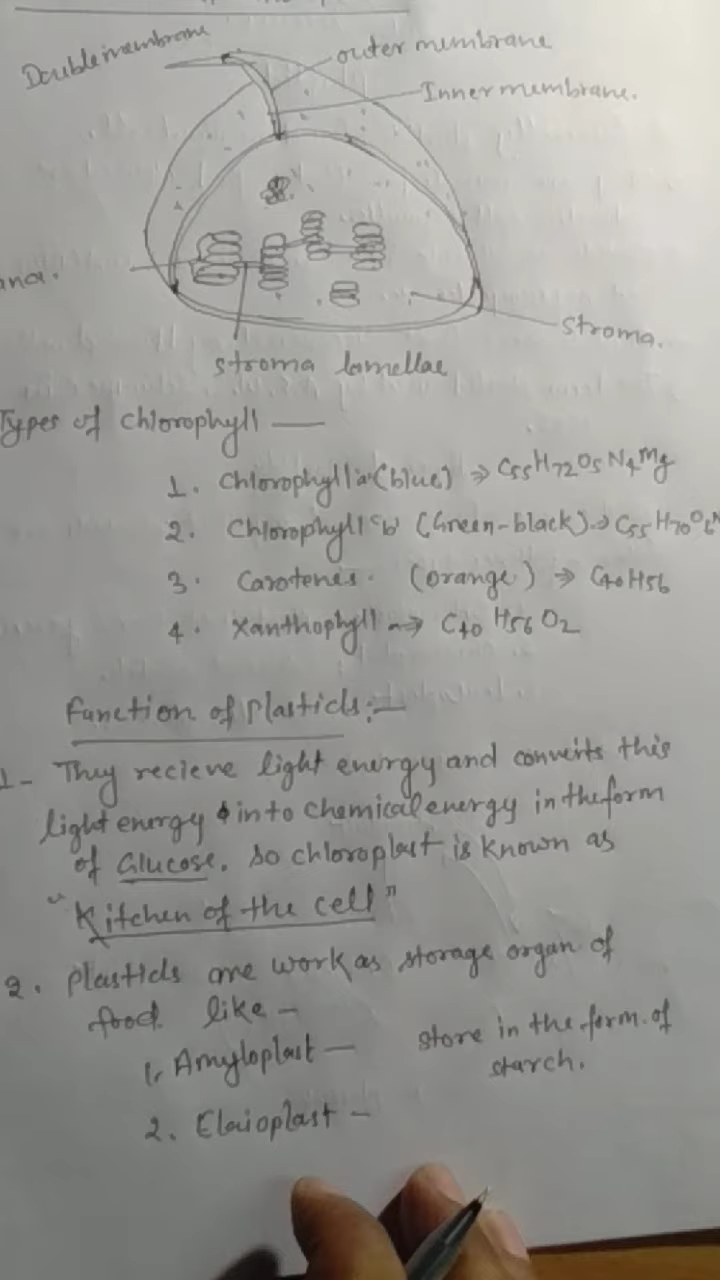 Double membrane
outer membrane
Inner membrane.
ana.
stroma.
stroma lamellae
Types of chlorophyll —
1. Chlorophyll 'a' (blue) ⇒ C55H72O5N4Mg
2. Chlorophyll 'b' (Green-black) ⇒ C55H70O6N
3. Carotenes. (orange) ⇒ C40H56
4. Xanthophyll ⇒ C40H56O2
Function of Plastids:—
1- They recieve light energy and converts this
light energy into chemical energy in the form
of Glucose. so chloroplast is known as
"Kitchen of the cell"
2. Plastids are work as storage organ of
food like –
1. Amyloplast — store in the form of
starch.
2. Elaioplast –